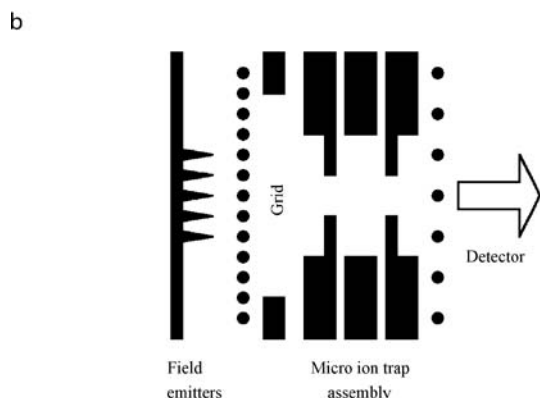 b
Grid
Detector
Field
emitters
Micro ion trap
assembly